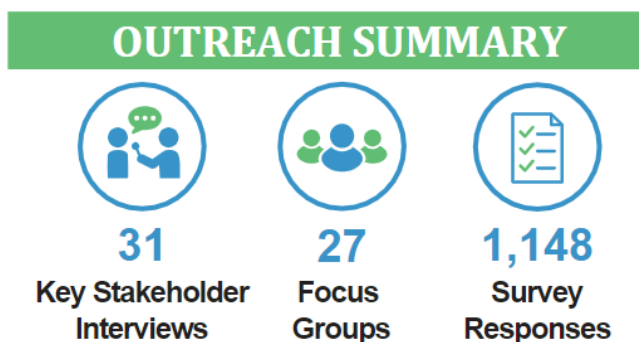 OUTREACH SUMMARY
31
Key Stakeholder
Interviews
27
Focus
Groups
1,148
Survey
Responses